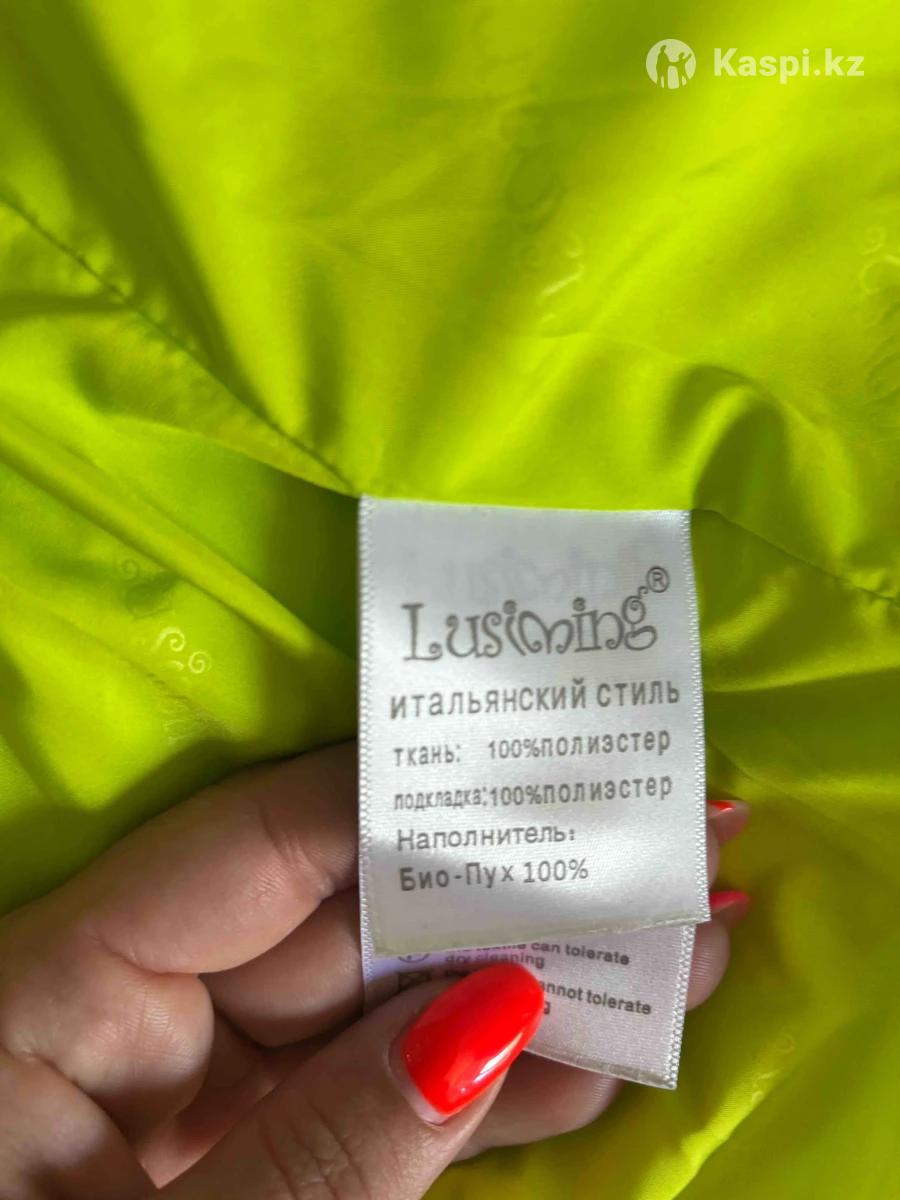 Kaspi.kz
Lusiming®
итальянский стиль
ткань: 100%полиэстер
подкладка:100%полиэстер
Наполнитель:
Био-Пух 100%
can tolerate
dry cleaning
cannot tolerate